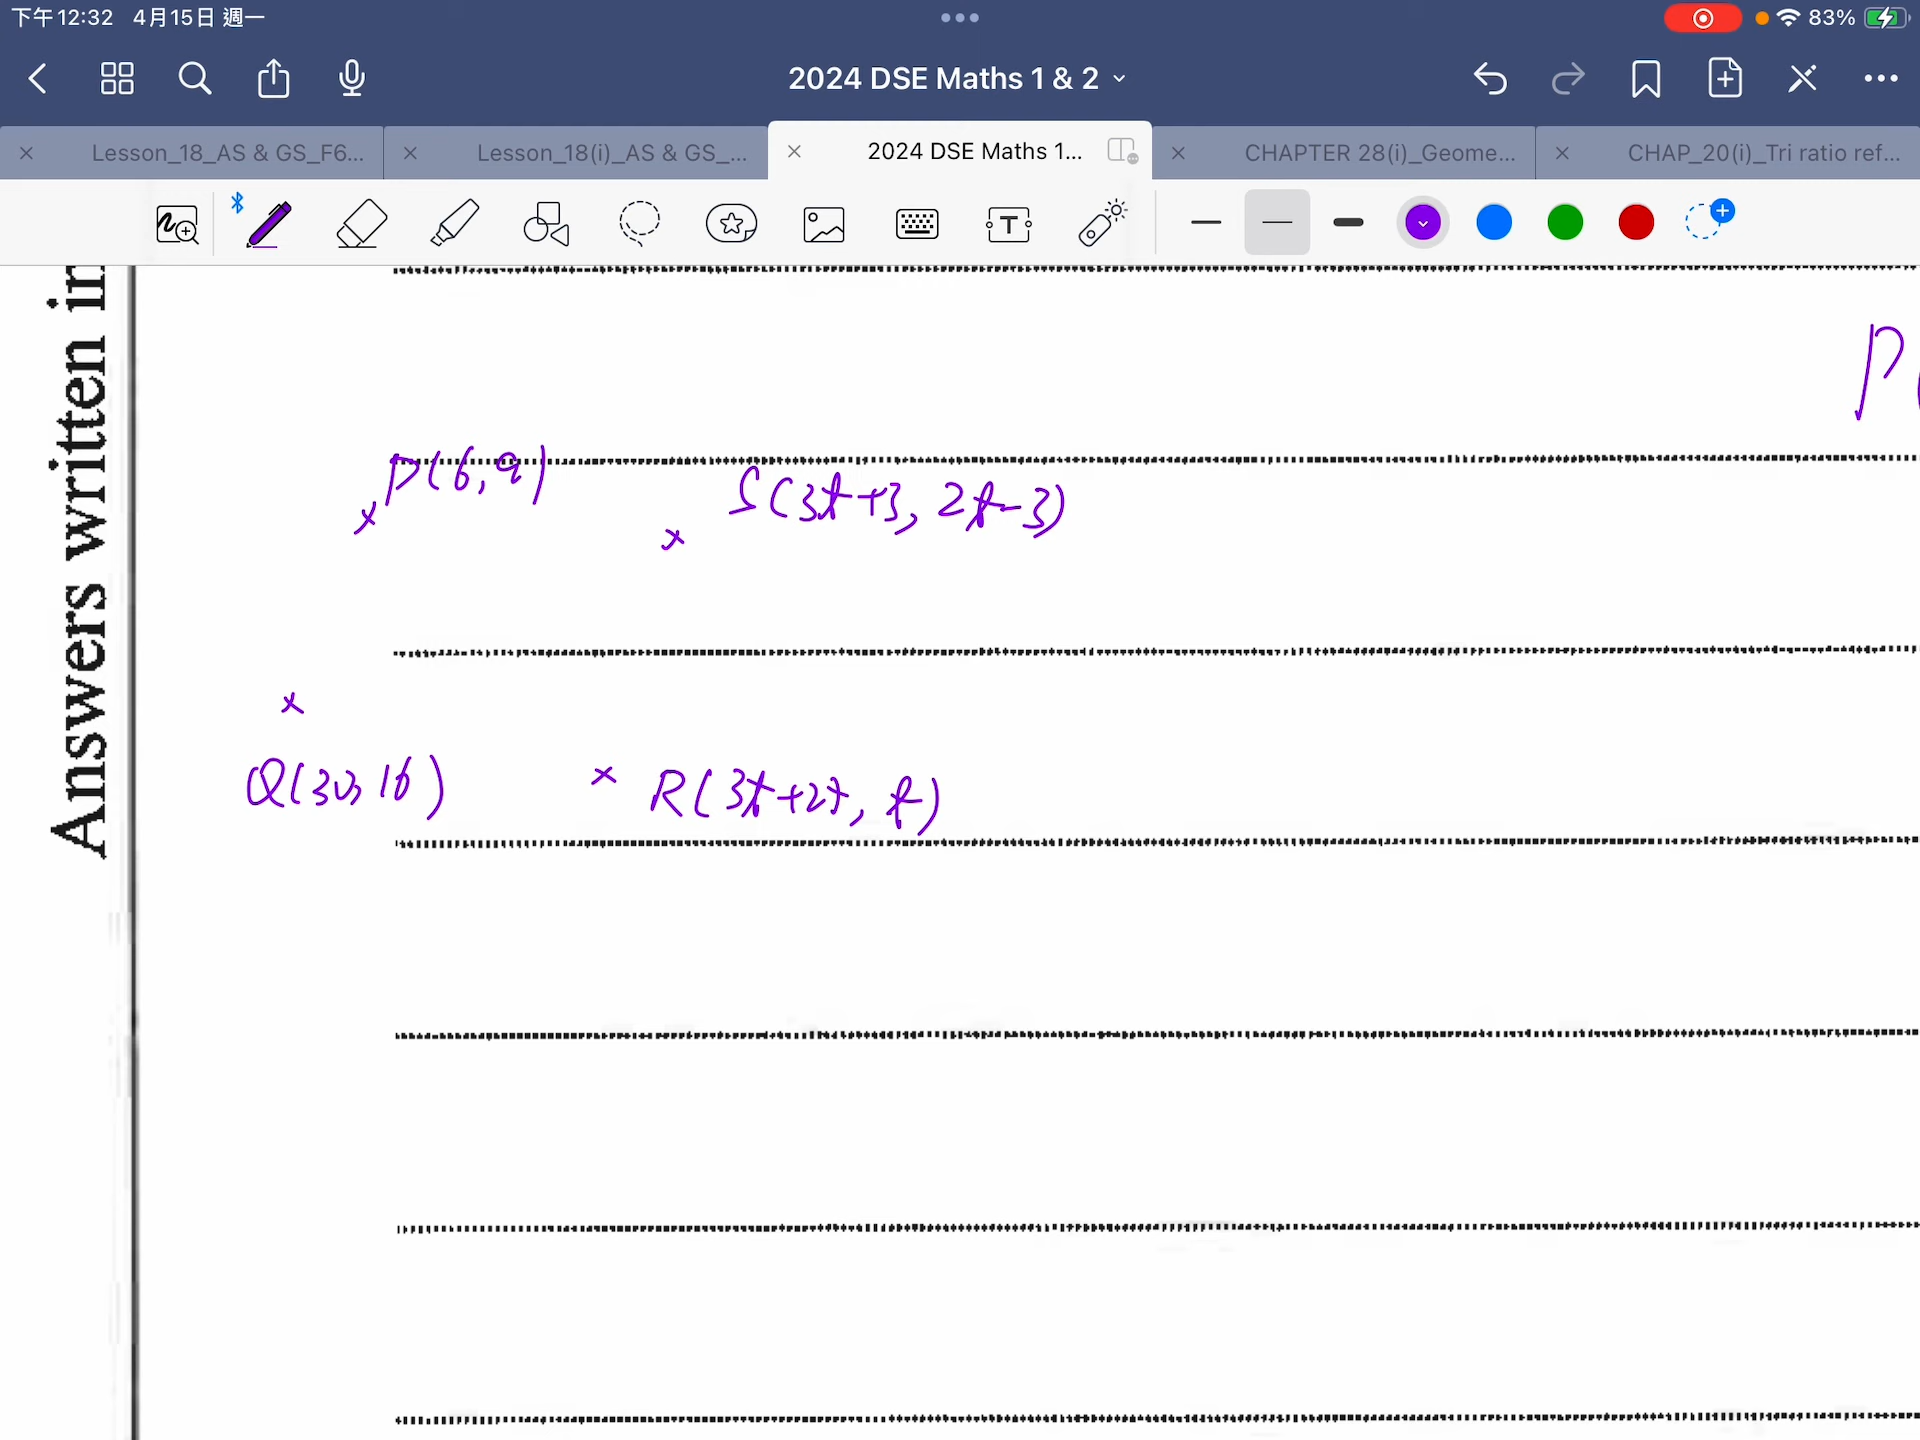 下午12:32 4月15日 週一
83%
2024 DSE Maths 1 & 2
Lesson_18_AS & GS_F6...
Lesson_18(i)_AS & GS_...
2024 DSE Maths 1...
CHAPTER 28(i)_Geome...
CHAP_20(i)_Tri ratio ref...
T
Answers written in
P(
P(6,9)
S(3t+3, 2t-3)
Q(30, 16)
R(3t+27, t)